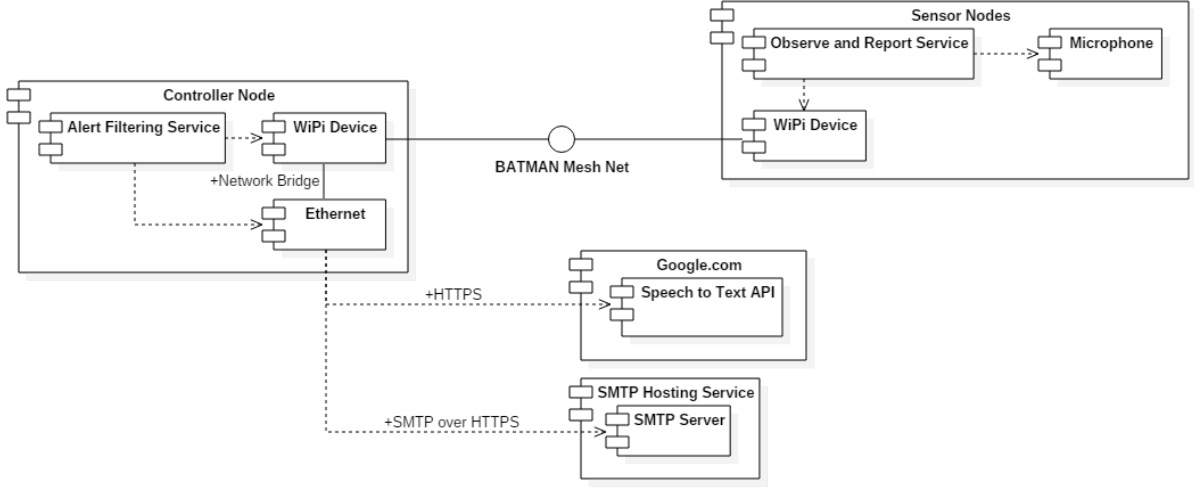 Sensor Nodes
Observe and Report Service
Microphone
WiPi Device
Controller Node
Alert Filtering Service
WiPi Device
BATMAN Mesh Net
+Network Bridge
Ethernet
Google.com
Speech to Text API
+HTTPS
SMTP Hosting Service
SMTP Server
+SMTP over HTTPS